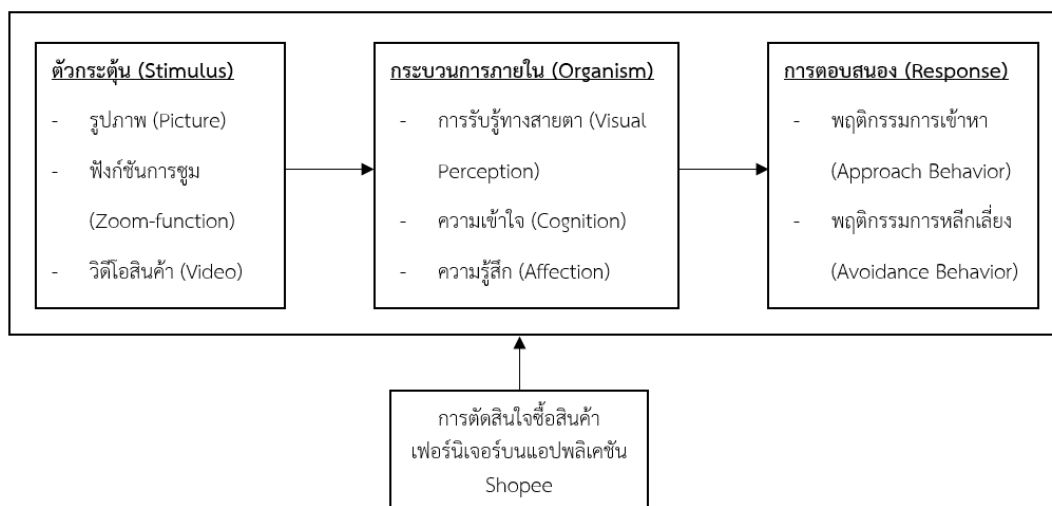 ตัวกระตุ้น (Stimulus)
- รูปภาพ (Picture)
- ฟังก์ชันการซูม
(Zoom-function)
- วิดีโอสินค้า (Video)
กระบวนการภายใน (Organism)
- การรับรู้ทางสายตา (Visual
Perception)
- ความเข้าใจ (Cognition)
- ความรู้สึก (Affection)
การตอบสนอง (Response)
- พฤติกรรมการเข้าหา
(Approach Behavior)
- พฤติกรรมการหลีกเลี่ยง
(Avoidance Behavior)
การตัดสินใจซื้อสินค้า
เฟอร์นิเจอร์บนแอปพลิเคชัน
Shopee